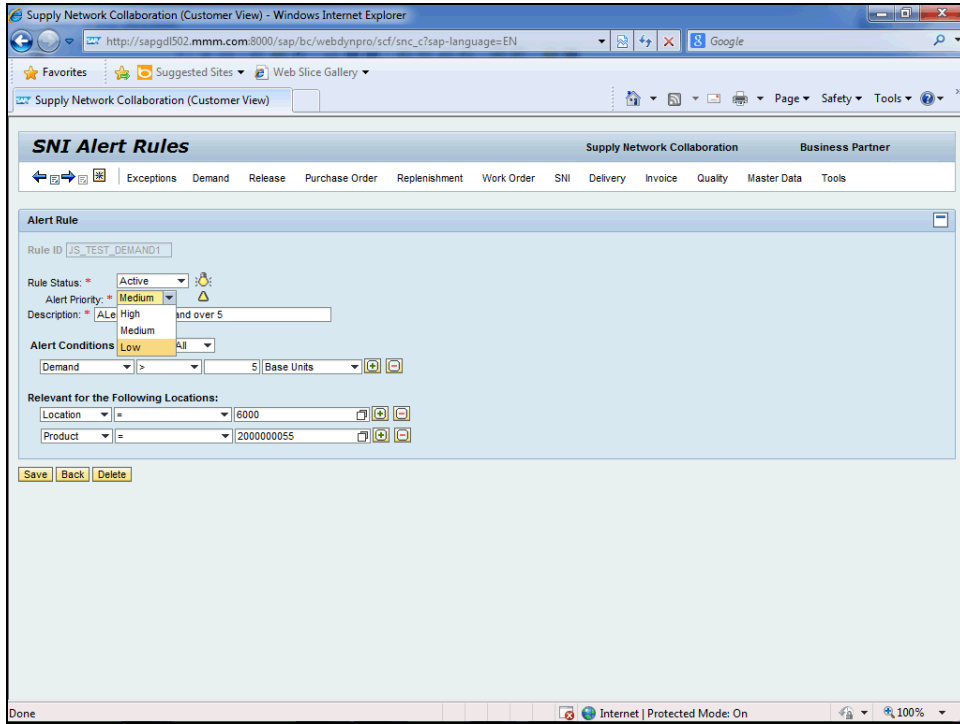 Supply Network Collaboration (Customer View) - Windows Internet Explorer
http://sapgdl502.mmm.com:8000/sap/bc/webdynpro/scf/snc_c?sap-language=EN
Google
Favorites Suggested Sites Web Slice Gallery
Supply Network Collaboration (Customer View)
Page Safety Tools
SNI Alert Rules Supply Network Collaboration Business Partner
Exceptions Demand Release Purchase Order Replenishment Work Order SNI Delivery Invoice Quality Master Data Tools
Alert Rule
Rule ID JS_TEST_DEMAND1
Rule Status: * Active
Alert Priority: * Medium
Description: * ALe and over 5
High
Medium
Low
Alert Conditions All
Demand > 5 Base Units
Relevant for the Following Locations:
Location = 6000
Product = 2000000055
Save Back Delete
Done Internet | Protected Mode: On 100%